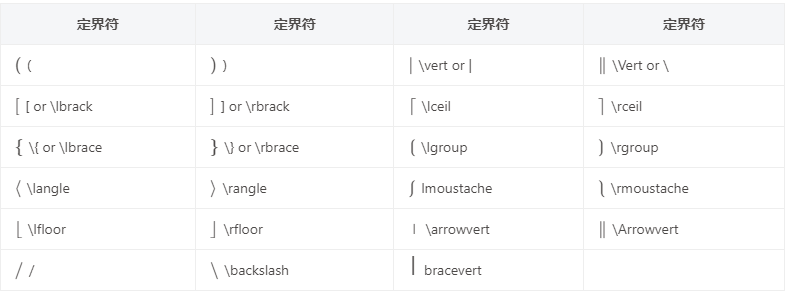 定界符 定界符 定界符 定界符
( ( ) ) | \vert or | ‖ \Vert or \
[ [ or \lbrack ] ] or \rbrack ⌈ \lceil ⌉ \rceil
{ \{ or \lbrace } \} or \rbrace ⟮ \lgroup ⟯ \rgroup
⟨ \langle ⟩ \rangle ⎰ lmoustache ⎱ \rmoustache
⌊ \lfloor ⌋ \rfloor ∣ \arrowvert ‖ \Arrowvert
/ / \ \backslash ⎪ bracevert